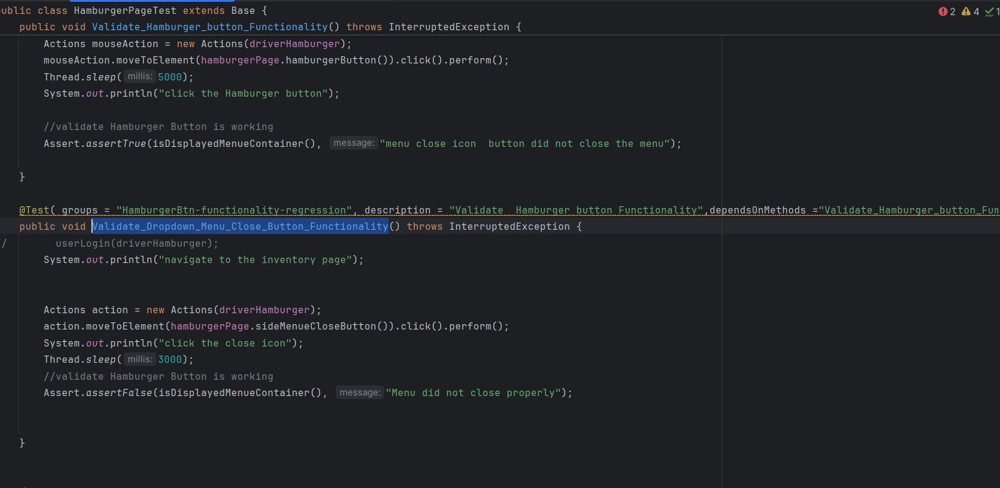 ublic class HamburgerPageTest extends Base {
2 4 1
public void Validate_Hamburger_button_Functionality() throws InterruptedException {
Actions mouseAction = new Actions(driverHamburger);
mouseAction.moveToElement(hamburgerPage.hamburgerButton()).click().perform();
Thread.sleep( millis: 5000);
System.out.println("click the Hamburger button");
//validate Hamburger Button is working
Assert.assertTrue(isDisplayedMenueContainer(), message: "menu close icon  button did not close the menu");
}
@Test( groups = "HamburgerBtn-functionality-regression", description = "Validate  Hamburger button Functionality",dependsOnMethods ="Validate_Hamburger_button_Fun
public void Validate_Dropdown_Menu_Close_Button_Functionality() throws InterruptedException {
// userLogin(driverHamburger);
System.out.println("navigate to the inventory page");
Actions action = new Actions(driverHamburger);
action.moveToElement(hamburgerPage.sideMenueCloseButton()).click().perform();
System.out.println("click the close icon");
Thread.sleep( millis: 3000);
//validate Hamburger Button is working
Assert.assertFalse(isDisplayedMenueContainer(), message: "Menu did not close properly");
}